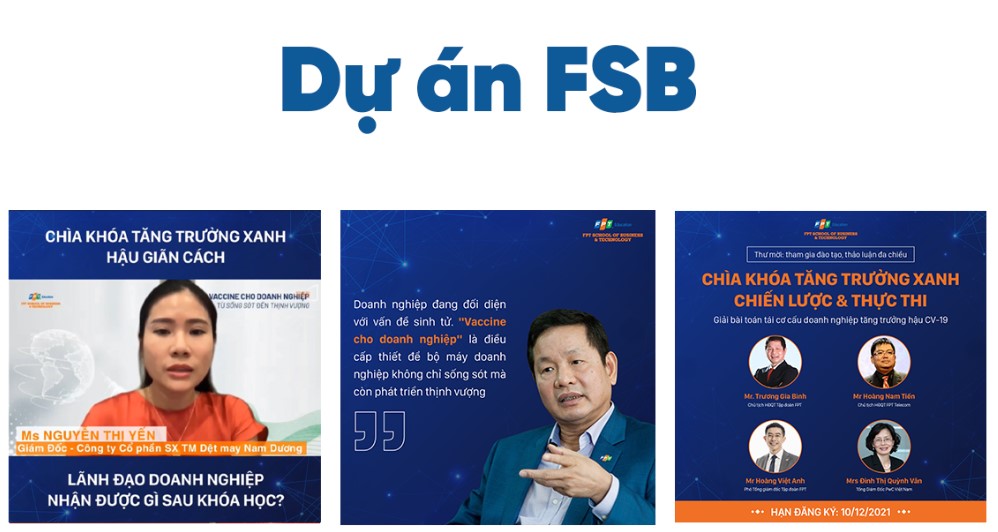 Dự án FSB
CHÌA KHÓA TĂNG TRƯỞNG XANH
HẬU GIÃN CÁCH
FPT Education
FPT SCHOOL OF BUSINESS
& TECHNOLOGY
VACCINE CHO DOANH NGHIỆP
TỪ SỐNG SÓT ĐẾN THỊNH VƯỢNG
Ms NGUYỄN THỊ YẾN
Giám Đốc - Công ty Cổ phần SX TM Dệt may Nam Dương
LÃNH ĐẠO DOANH NGHIỆP
NHẬN ĐƯỢC GÌ SAU KHÓA HỌC?
FPT Education
FPT SCHOOL OF BUSINESS
& TECHNOLOGY
Doanh nghiệp đang đối diện
với vấn đề sinh tử. "Vaccine
cho doanh nghiệp" là điều
cấp thiết để bộ máy doanh
nghiệp không chỉ sống sót mà
còn phát triển thịnh vượng
FPT Education
FPT SCHOOL OF BUSINESS
& TECHNOLOGY
Thư mời: tham gia đào tạo, thảo luận đa chiều
CHÌA KHÓA TĂNG TRƯỞNG XANH
CHIẾN LƯỢC & THỰC THI
Giải bài toán tái cơ cấu doanh nghiệp tăng trưởng hậu CV-19
Mr. Trương Gia Bình
Chủ tịch HĐQT Tập đoàn FPT
Mr Hoàng Nam Tiến
Chủ tịch HĐQT FPT Telecom
Mr Hoàng Việt Anh
Phó Tổng giám đốc Tập đoàn FPT
Mrs Đinh Thị Quỳnh Vân
Tổng Giám Đốc PwC Việt Nam
HẠN ĐĂNG KÝ: 10/12/2021